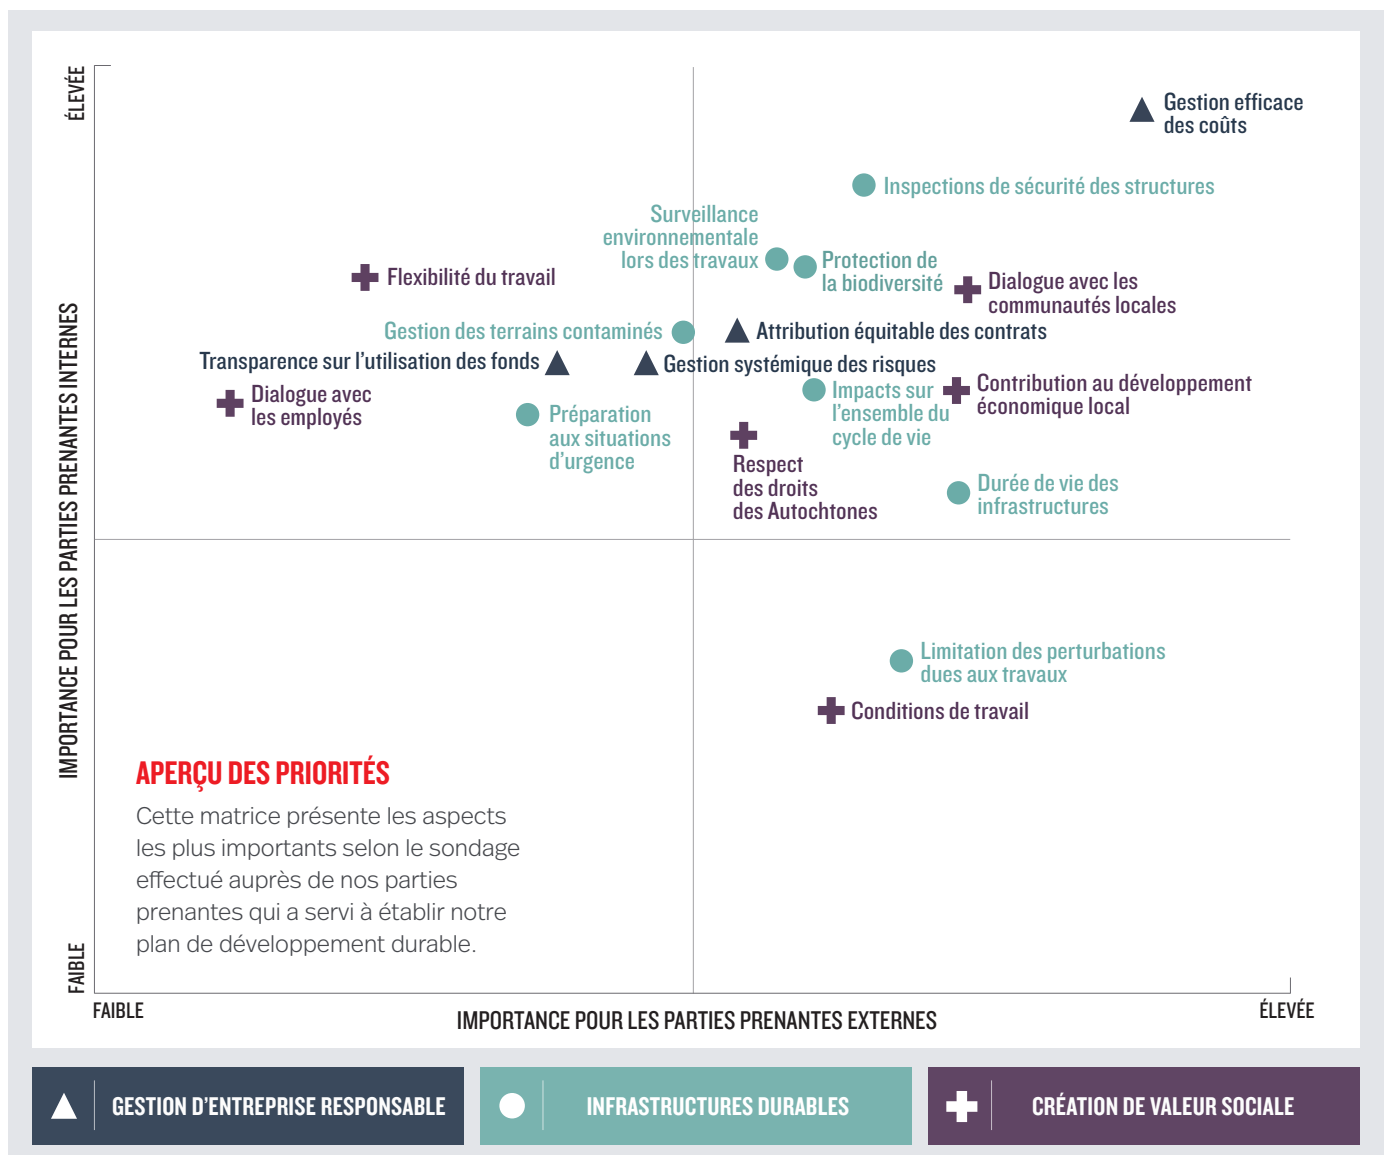 ÉLEVÉE
IMPORTANCE POUR LES PARTIES PRENANTES INTERNES
FAIBLE
Gestion efficace
des coûts
Inspections de sécurité des structures
Surveillance
environnementale
lors des travaux
Protection de
la biodiversité
Flexibilité du travail
Dialogue avec les
communautés locales
Gestion des terrains contaminés
Attribution équitable des contrats
Transparence sur l’utilisation des fonds
Gestion systémique des risques
Dialogue avec
les employés
Préparation
aux situations
d’urgence
Impacts sur
l’ensemble du
cycle de vie
Contribution au développement
économique local
Respect
des droits
des Autochtones
Durée de vie des
infrastructures
Limitation des perturbations
dues aux travaux
Conditions de travail
APERÇU DES PRIORITÉS
Cette matrice présente les aspects
les plus importants selon le sondage
effectué auprès de nos parties
prenantes qui a servi à établir notre
plan de développement durable.
FAIBLE
IMPORTANCE POUR LES PARTIES PRENANTES EXTERNES
ÉLEVÉE
GESTION D’ENTREPRISE RESPONSABLE
INFRASTRUCTURES DURABLES
CRÉATION DE VALEUR SOCIALE